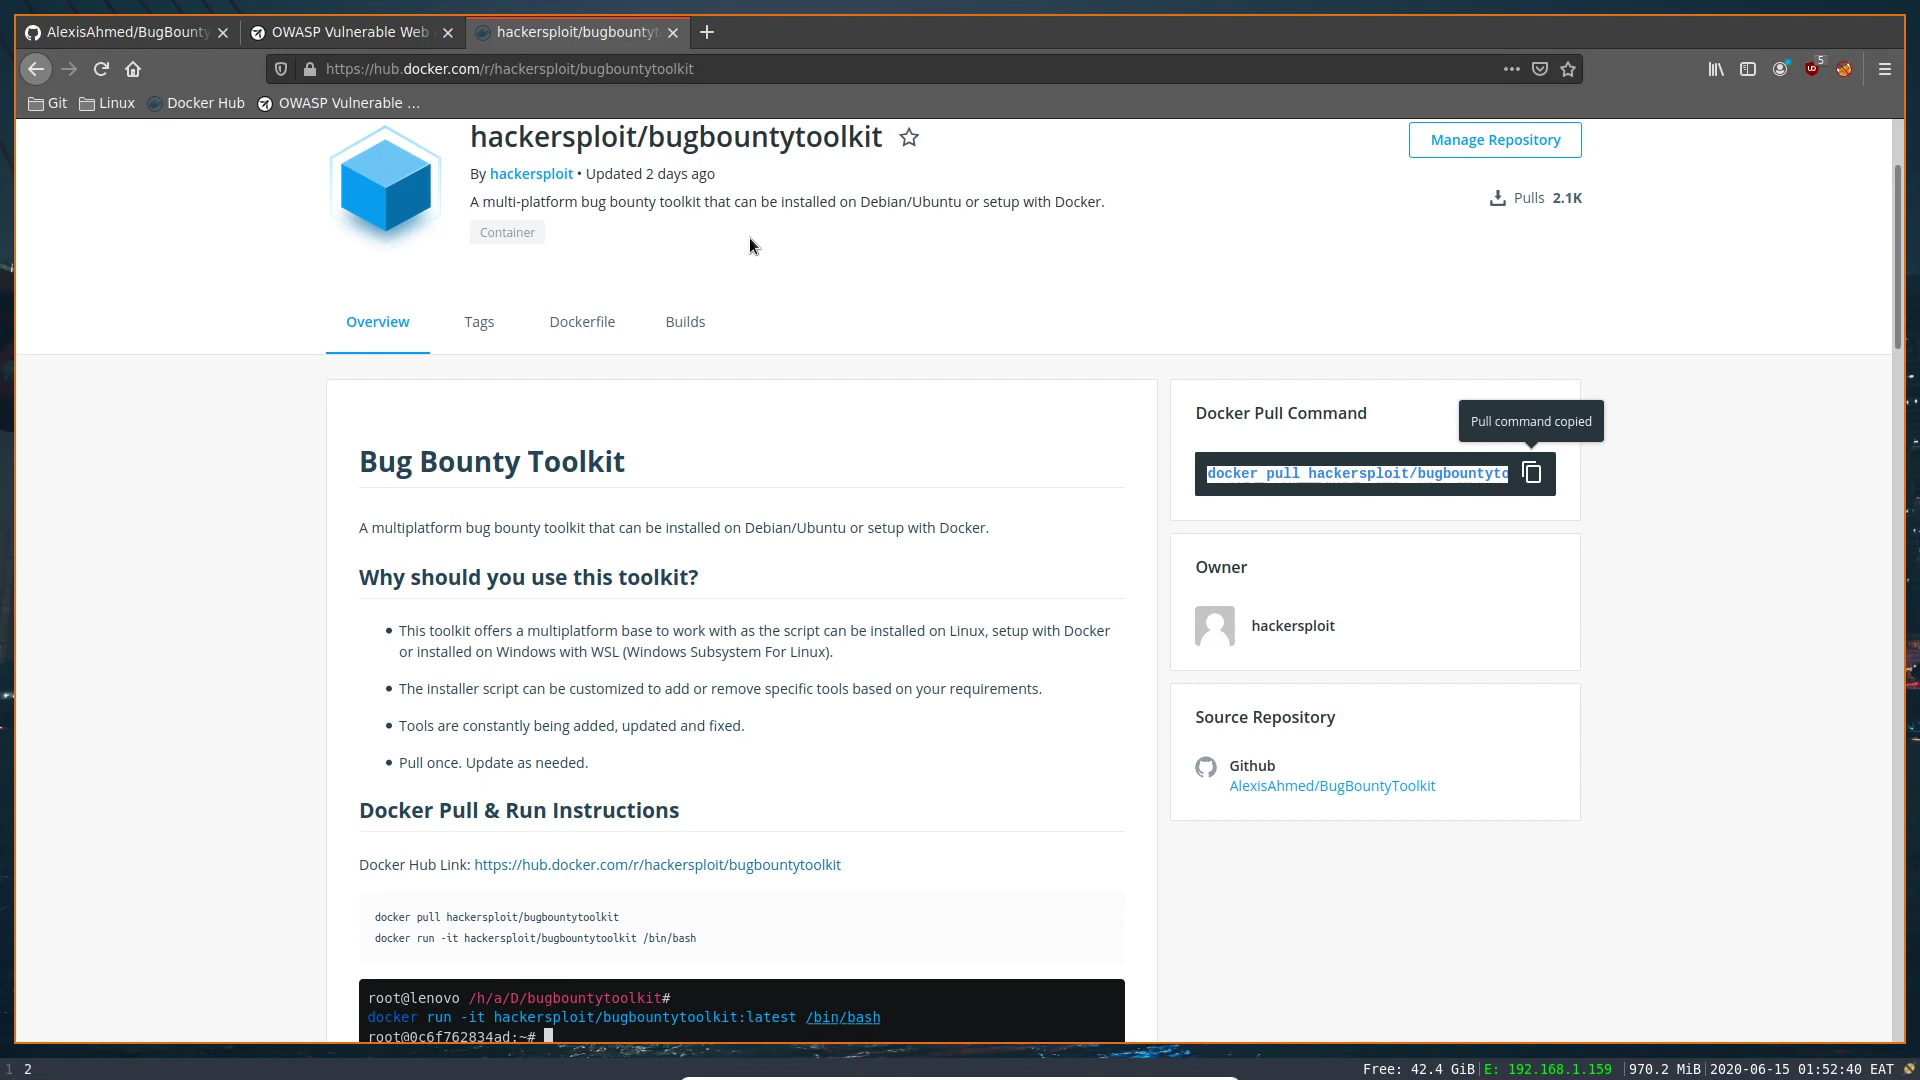 AlexisAhmed/BugBounty
OWASP Vulnerable Web
hackersploit/bugbountyt
https://hub.docker.com/r/hackersploit/bugbountytoolkit
5
Git
Linux
Docker Hub
OWASP Vulnerable …
hackersploit/bugbountytoolkit
Manage Repository
By hackersploit • Updated 2 days ago
A multi-platform bug bounty toolkit that can be installed on Debian/Ubuntu or setup with Docker.
Pulls 2.1K
Container
Overview
Tags
Dockerfile
Builds
Bug Bounty Toolkit
A multiplatform bug bounty toolkit that can be installed on Debian/Ubuntu or setup with Docker.
Why should you use this toolkit?
• This toolkit offers a multiplatform base to work with as the script can be installed on Linux, setup with Docker
or installed on Windows with WSL (Windows Subsystem For Linux).
• The installer script can be customized to add or remove specific tools based on your requirements.
• Tools are constantly being added, updated and fixed.
• Pull once. Update as needed.
Docker Pull & Run Instructions
Docker Hub Link: https://hub.docker.com/r/hackersploit/bugbountytoolkit
docker pull hackersploit/bugbountytoolkit
docker run -it hackersploit/bugbountytoolkit /bin/bash
root@lenovo /h/a/D/bugbountytoolkit#
docker run -it hackersploit/bugbountytoolkit:latest /bin/bash
root@0c6f762834ad:~#
Docker Pull Command
Pull command copied
docker pull hackersploit/bugbountyto
Owner
hackersploit
Source Repository
Github
AlexisAhmed/BugBountyToolkit
1 2
Free: 42.4 GiB E: 192.168.1.159 970.2 MiB 2020-06-15 01:52:40 EAT